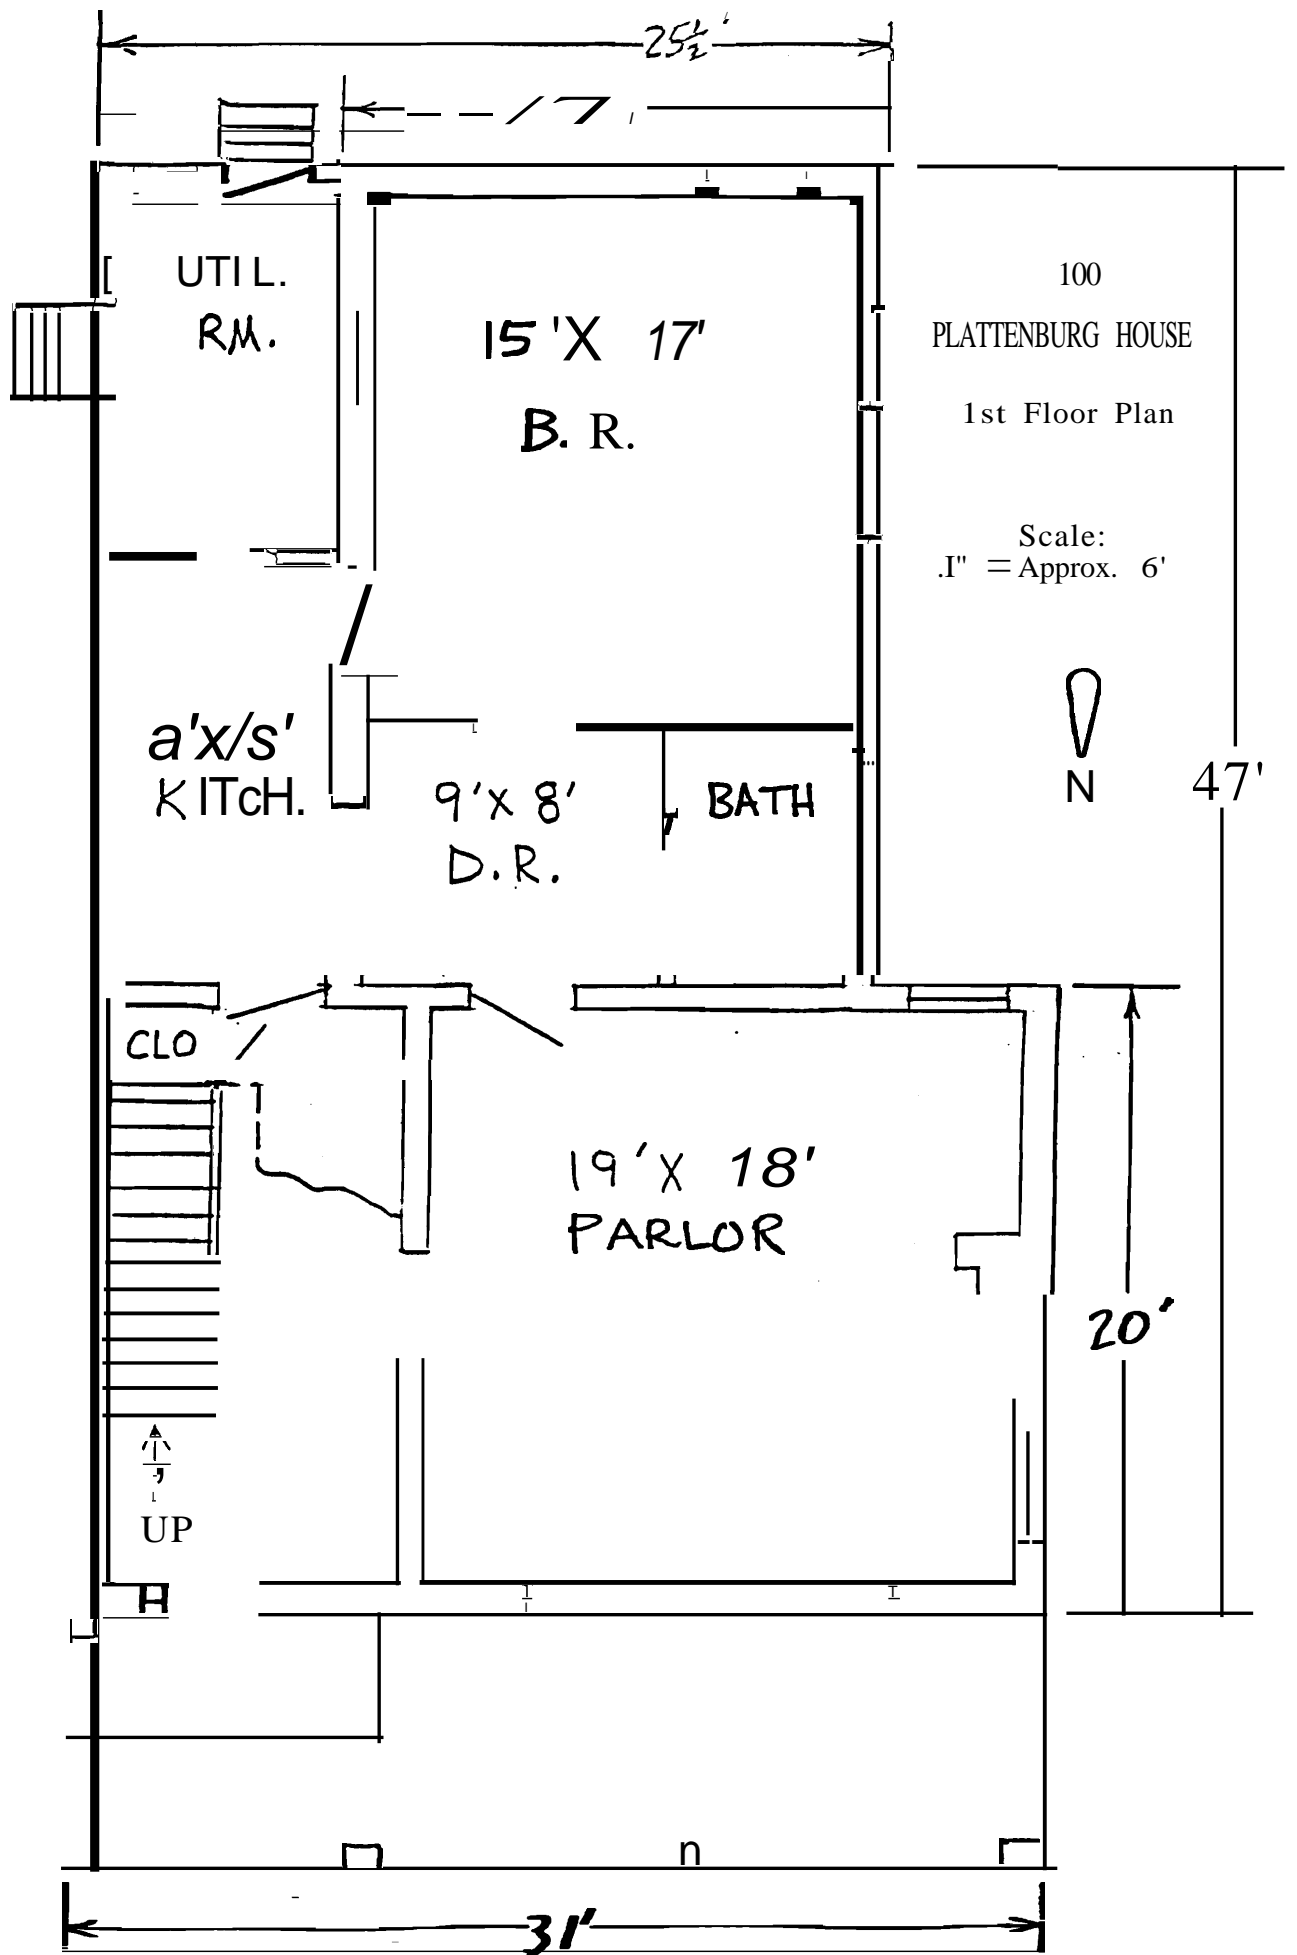 25½'
17'
UTIL.
RM.
15'X 17'
B. R.
100
PLATTENBURG HOUSE
1st Floor Plan
Scale:
.I" = Approx. 6'
N
47'
a'x/s'
KITcH.
9'X 8'
D.R.
BATH
CLO
19'X 18'
PARLOR
20'
UP
31'